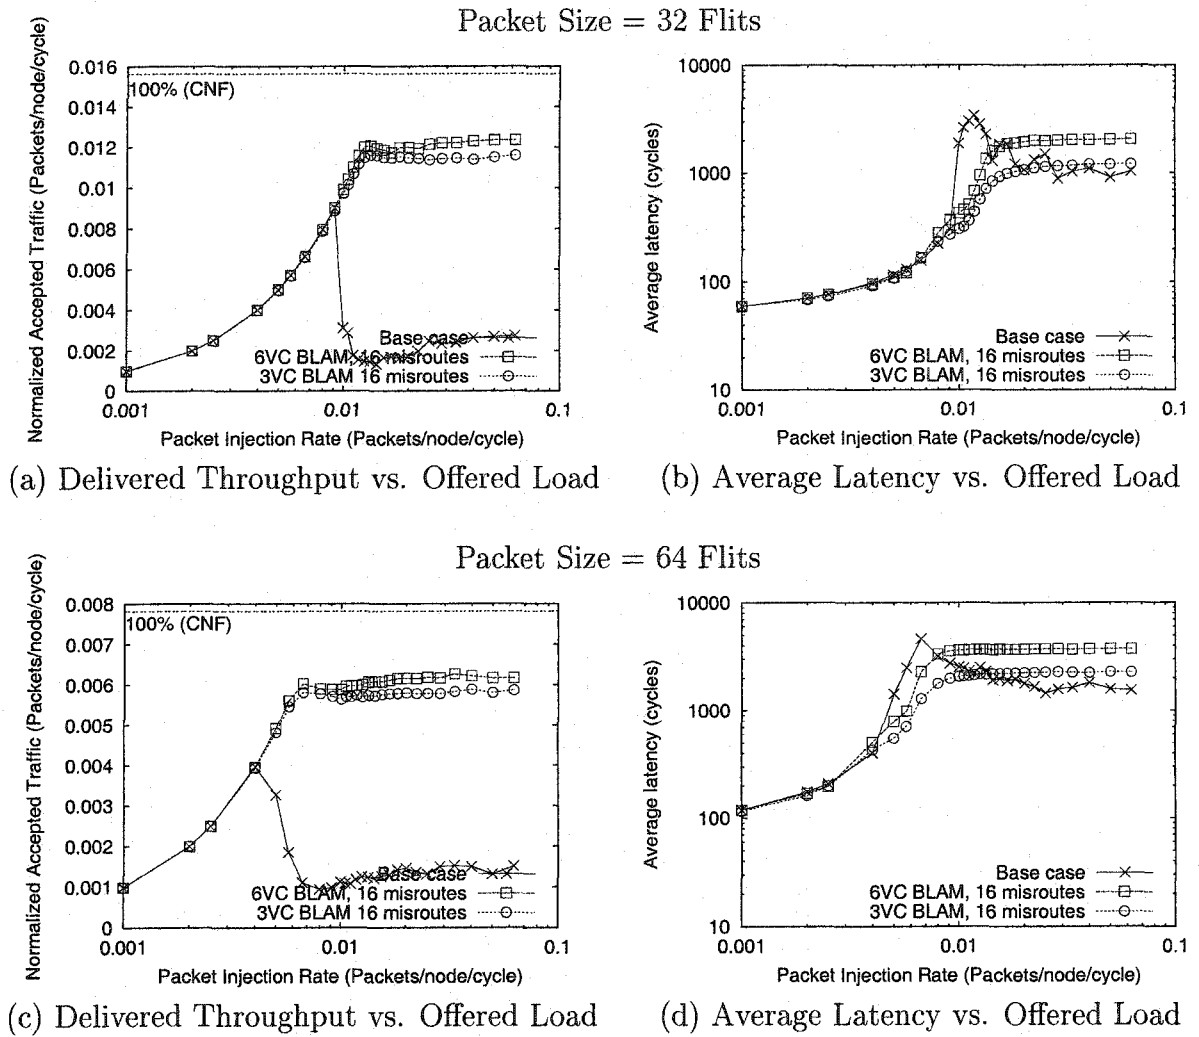 Packet Size = 32 Flits
Normalized Accepted Traffic (Packets/node/cycle)
0.016
0.014
0.012
0.01
0.008
0.006
0.004
0.002
0
100% (CNF)
Base case
6VC BLAM, 16 misroutes
3VC BLAM 16 misroutes
0.001
0.01
0.1
Packet Injection Rate (Packets/node/cycle)
(a) Delivered Throughput vs. Offered Load
Average latency (cycles)
10000
1000
100
10
Base case
6VC BLAM, 16 misroutes
3VC BLAM, 16 misroutes
0.001
0.01
0.1
Packet Injection Rate (Packets/node/cycle)
(b) Average Latency vs. Offered Load
Packet Size = 64 Flits
Normalized Accepted Traffic (Packets/node/cycle)
0.008
0.007
0.006
0.005
0.004
0.003
0.002
0.001
0
100% (CNF)
Base case
6VC BLAM, 16 misroutes
3VC BLAM 16 misroutes
0.001
0.01
0.1
Packet Injection Rate (Packets/node/cycle)
(c) Delivered Throughput vs. Offered Load
Average latency (cycles)
10000
1000
100
10
Base case
6VC BLAM, 16 misroutes
3VC BLAM, 16 misroutes
0.001
0.01
0.1
Packet Injection Rate (Packets/node/cycle)
(d) Average Latency vs. Offered Load